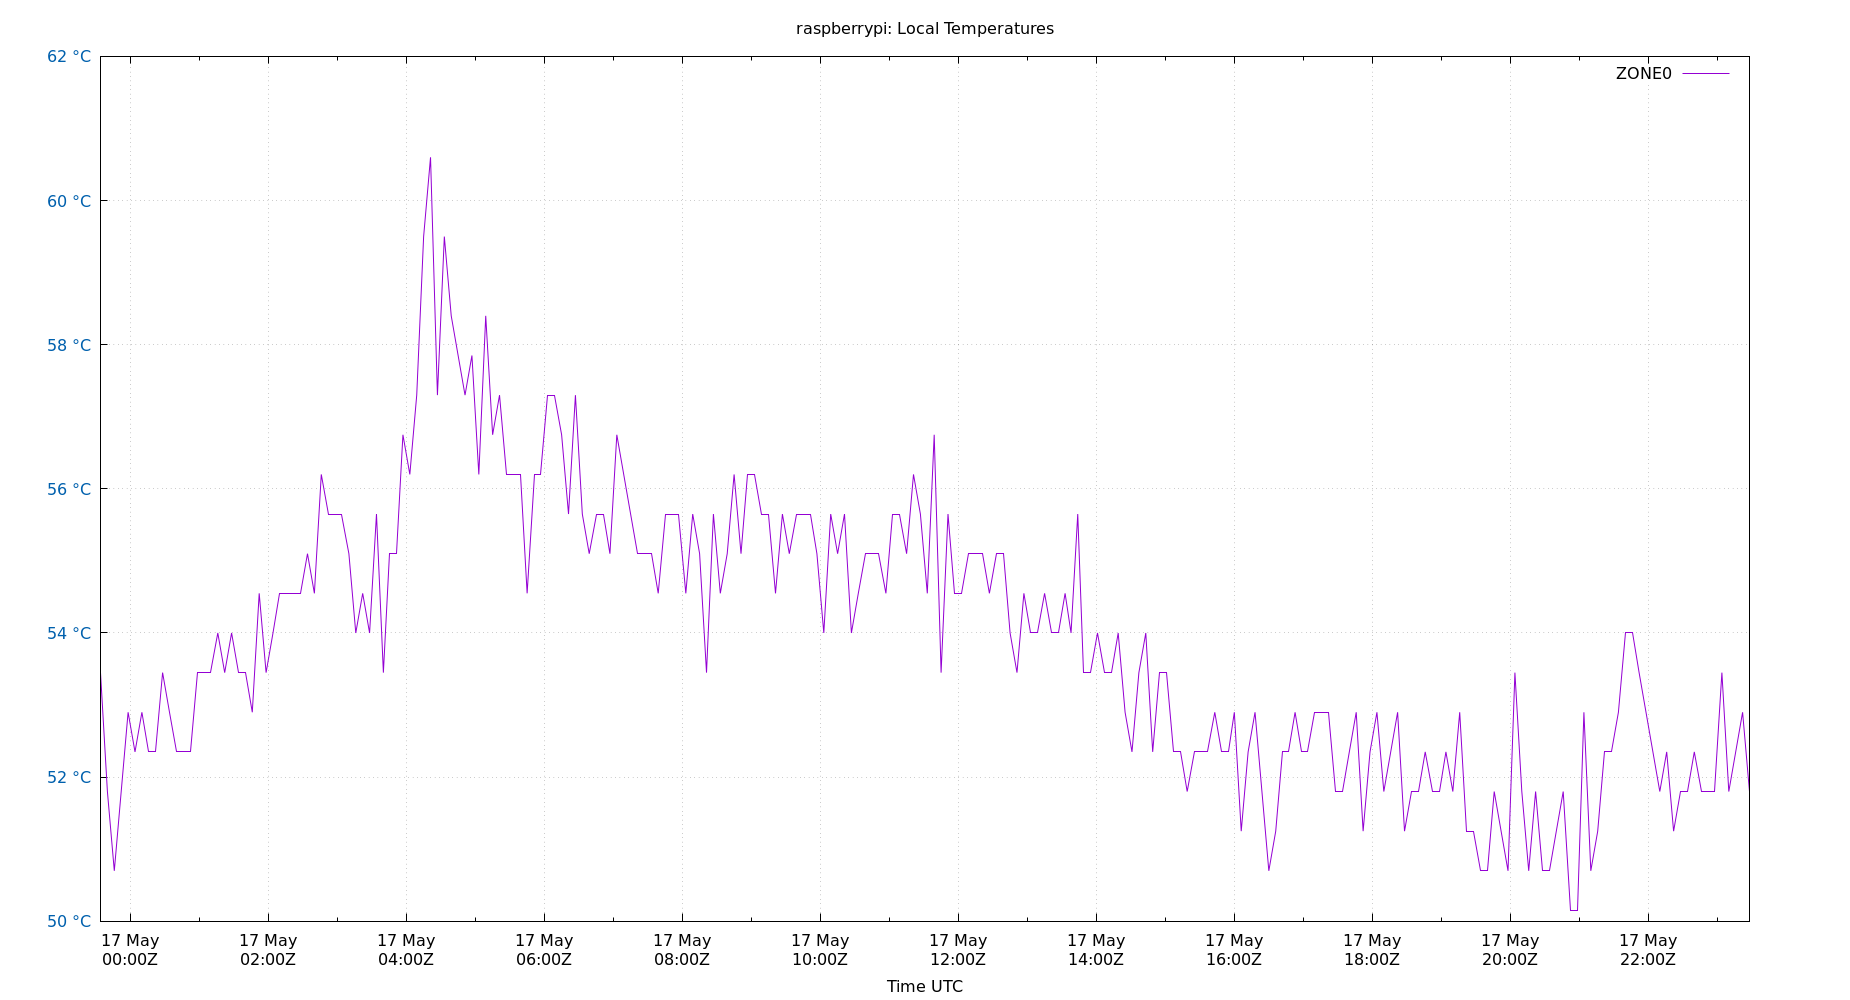 raspberrypi: Local Temperatures
62 °C
ZONE0
60 °C
58 °C
56 °C
54 °C
52 °C
50 °C
17 May 17 May 17 May 17 May 17 May 17 May 17 May 17 May 17 May 17 May 17 May 17 May
00:00Z 02:00Z 04:00Z 06:00Z 08:00Z 10:00Z 12:00Z 14:00Z 16:00Z 18:00Z 20:00Z 22:00Z
Time UTC